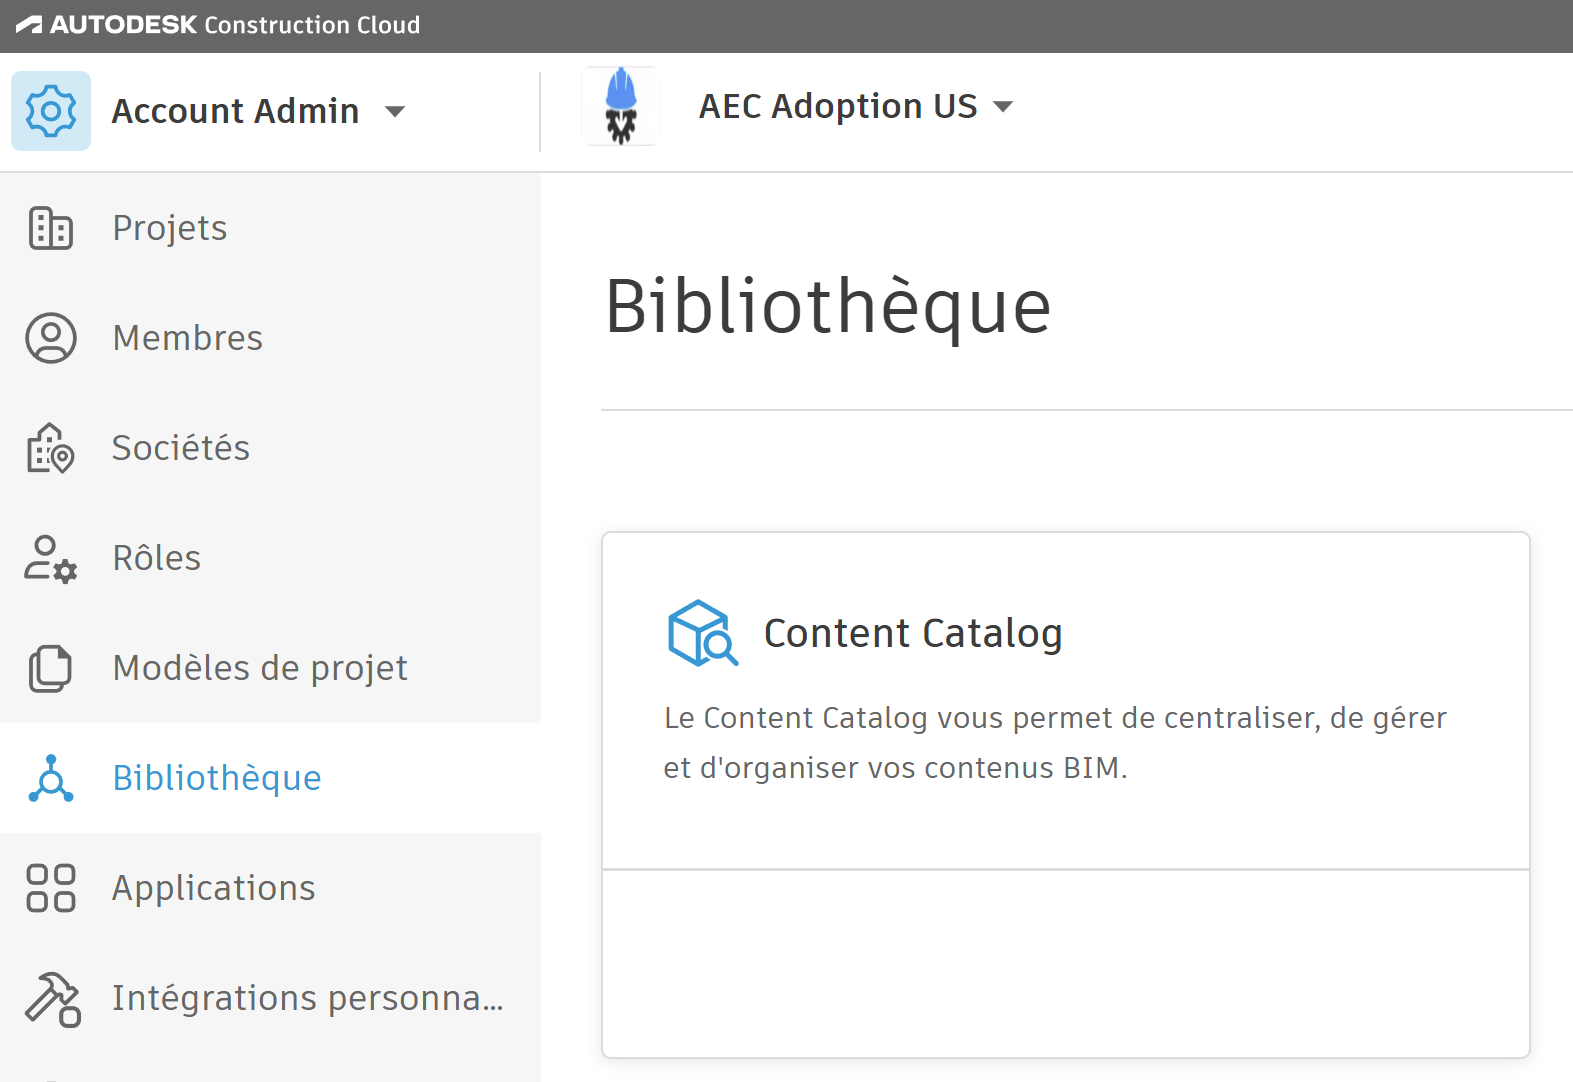 AUTODESK Construction Cloud
Account Admin
AEC Adoption US
Projets
Membres
Sociétés
Rôles
Modèles de projet
Bibliothèque
Applications
Intégrations personna...
Bibliothèque
Content Catalog
Le Content Catalog vous permet de centraliser, de gérer
et d'organiser vos contenus BIM.